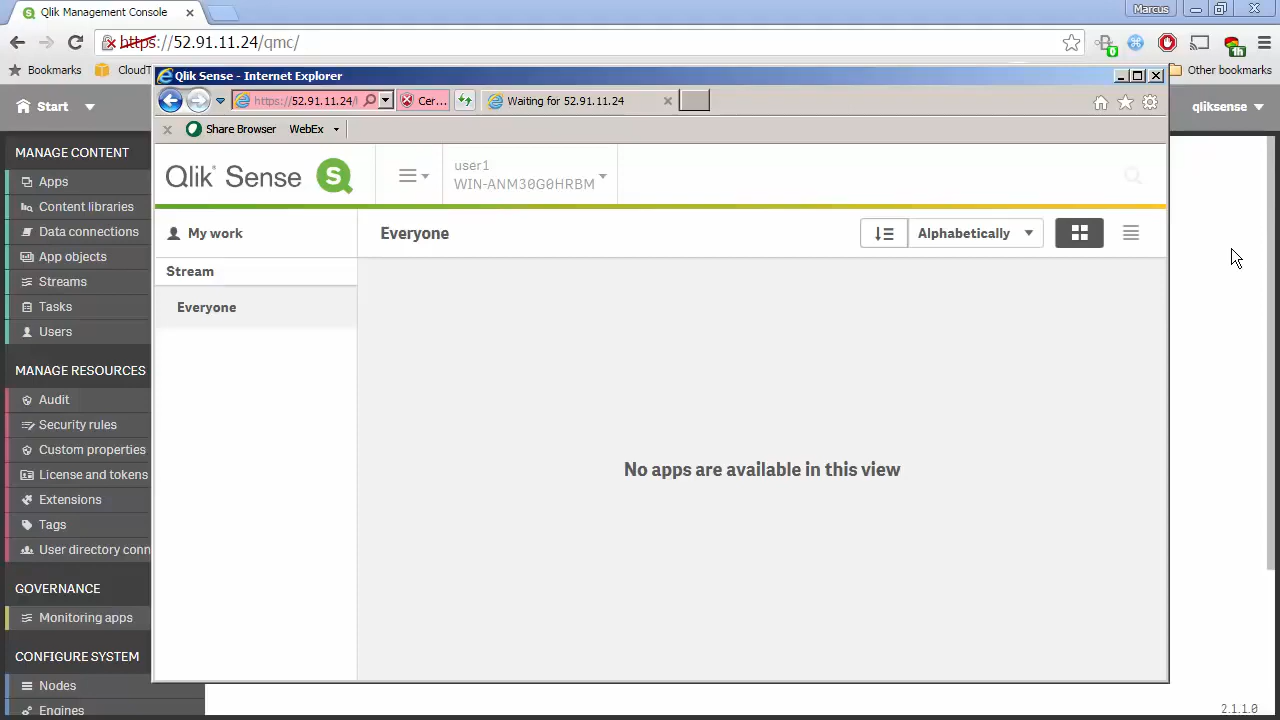 Qlik Management Console
Marcus
https://52.91.11.24/qmc/
0
1h
Bookmarks
CloudT
Other bookmarks
Qlik Sense - Internet Explorer
Start
https://52.91.11.24/
Cer...
Waiting for 52.91.11.24
qliksense
Share Browser
WebEx
MANAGE CONTENT
Apps
Content libraries
Data connections
App objects
Streams
Tasks
Users
MANAGE RESOURCES
Audit
Security rules
Custom properties
License and tokens
Extensions
Tags
User directory conn
GOVERNANCE
Monitoring apps
CONFIGURE SYSTEM
Nodes
Engines
Qlik Sense
user1
WIN-ANM30G0HRBM
My work
Everyone
Alphabetically
Stream
Everyone
No apps are available in this view
2.1.1.0